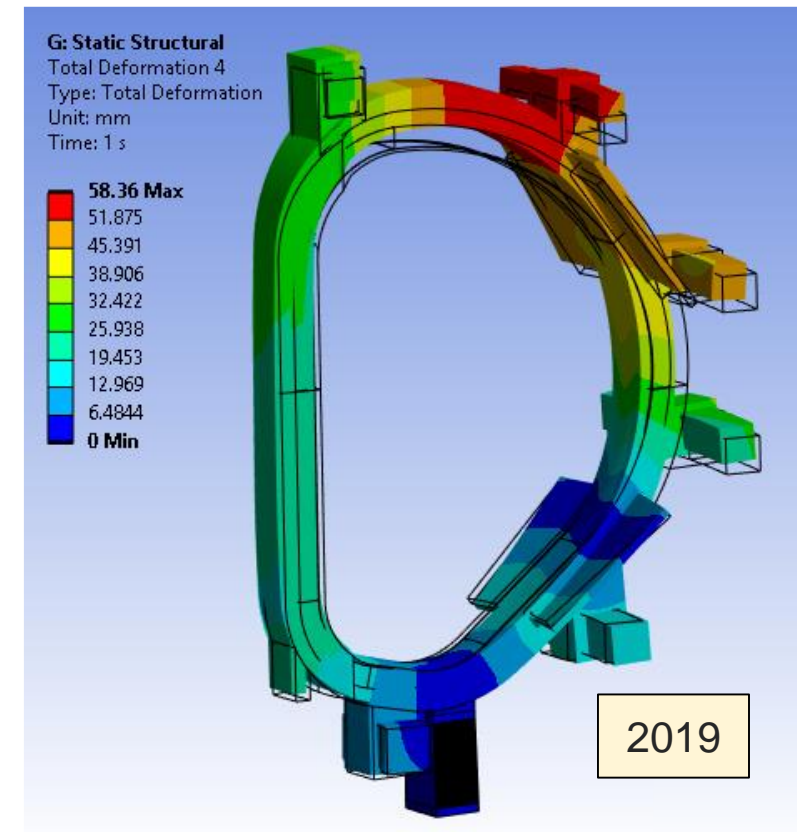 G: Static Structural
Total Deformation 4
Type: Total Deformation
Unit: mm
Time: 1 s
58.36 Max
51.875
45.391
38.906
32.422
25.938
19.453
12.969
6.4844
0 Min
2019